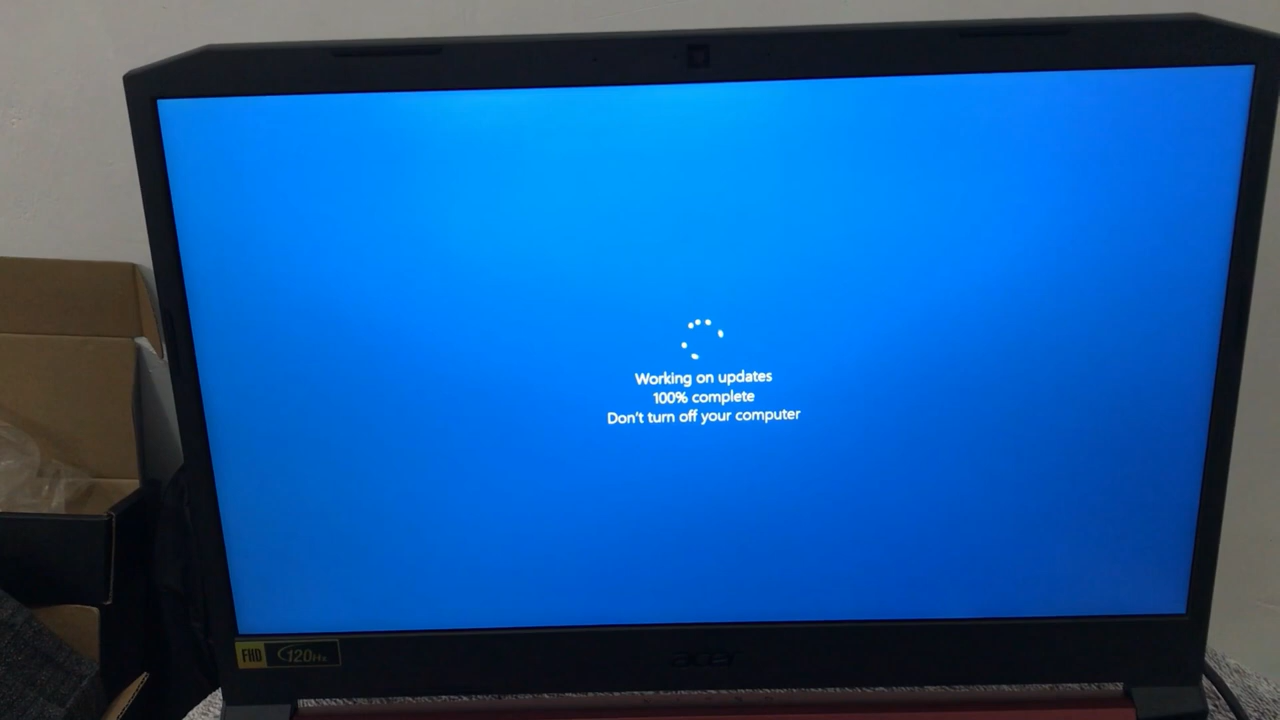 Working on updates
100% complete
Don't turn off your computer
FHD 120Hz
acer